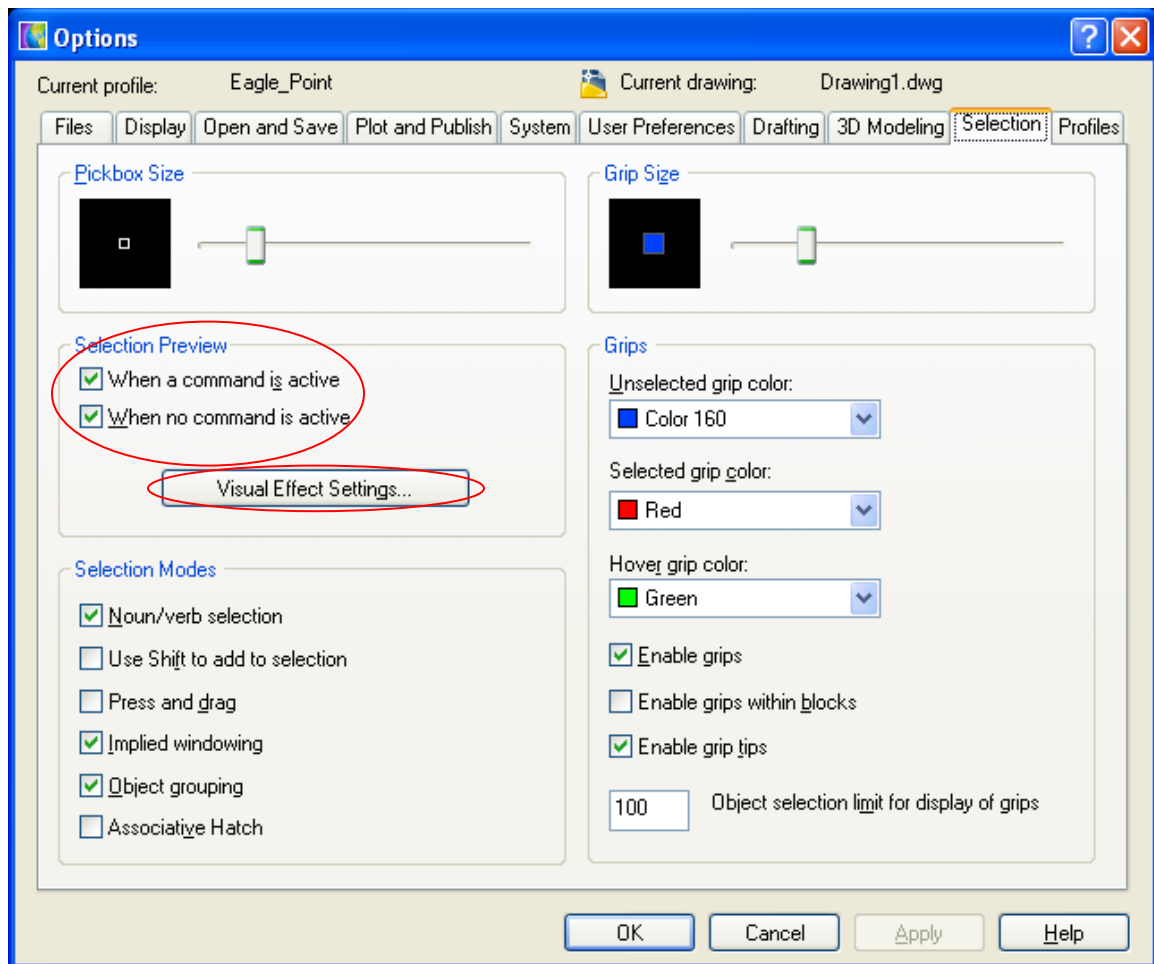 Options
Current profile: Eagle_Point Current drawing: Drawing1.dwg
Files Display Open and Save Plot and Publish System User Preferences Drafting 3D Modeling Selection Profiles
Pickbox Size
Grip Size
Selection Preview
When a command is active
When no command is active
Visual Effect Settings...
Selection Modes
Noun/verb selection
Use Shift to add to selection
Press and drag
Implied windowing
Object grouping
Associative Hatch
Grips
Unselected grip color:
Color 160
Selected grip color:
Red
Hover grip color:
Green
Enable grips
Enable grips within blocks
Enable grip tips
100 Object selection limit for display of grips
OK Cancel Apply Help